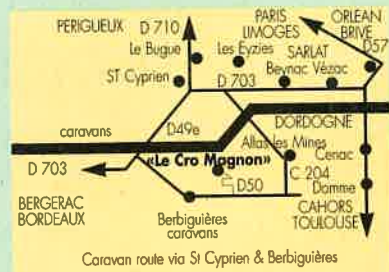 PERIGUEUX
D 710
PARIS
LIMOGES
ORLEAN
BRIVE
Le Bugue
Les Eyzies
SARLAT
D57
ST Cyprien
D 703
Beynac Vézac
caravans
D49e
DORDOGNE
Allas les Mines
«Le Cro Magnon»
Cenac
D 703
D50
C 204
Domme
BERGERAC
BORDEAUX
Berbiguières
caravans
CAHORS
TOULOUSE
Caravan route via St Cyprien & Berbiguières